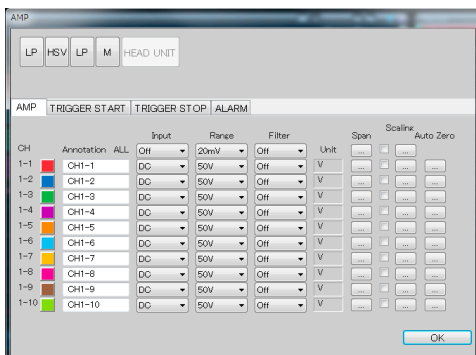 AMP
LP HSV LP M HEAD UNIT
AMP TRIGGER START TRIGGER STOP ALARM
Input Range Filter Span Scaling Auto Zero
CH Annotation ALL Off 20mV Off Unit ... ...
1-1 CH1-1 DC 50V Off V ... ... ...
1-2 CH1-2 DC 50V Off V ... ... ...
1-3 CH1-3 DC 50V Off V ... ... ...
1-4 CH1-4 DC 50V Off V ... ... ...
1-5 CH1-5 DC 50V Off V ... ... ...
1-6 CH1-6 DC 50V Off V ... ... ...
1-7 CH1-7 DC 50V Off V ... ... ...
1-8 CH1-8 DC 50V Off V ... ... ...
1-9 CH1-9 DC 50V Off V ... ... ...
1-10 CH1-10 DC 50V Off V ... ... ...
OK